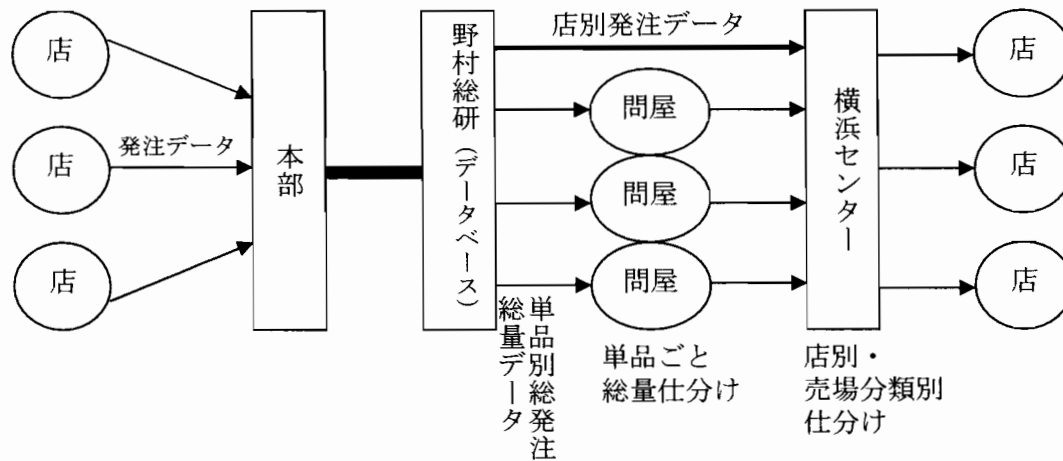 店
店
店
発注データ
本部
野村総研（データベース）
店別発注データ
問屋
問屋
問屋
単品別総発注
総量データ
単品ごと
総量仕分け
横浜センター
店別・
売場分類別
仕分け
店
店
店